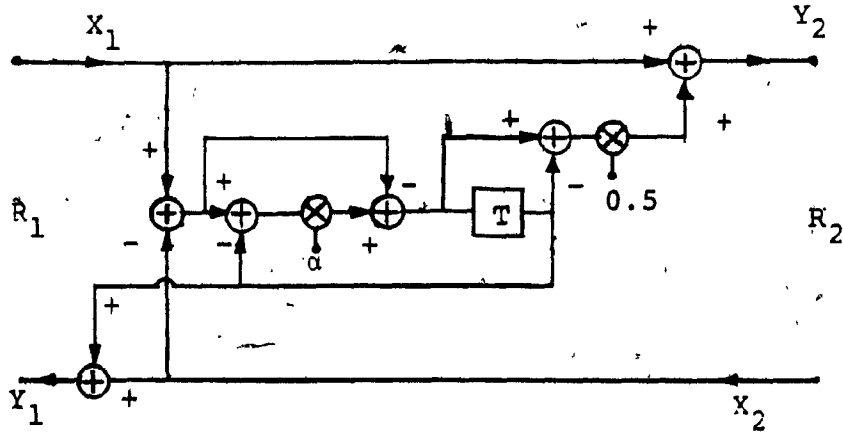 X1
+
Y2
+
+
+
-
+
-
0.5
R1
+
+
+
T
R2
-
-
α
+
+
Y1
+
X2